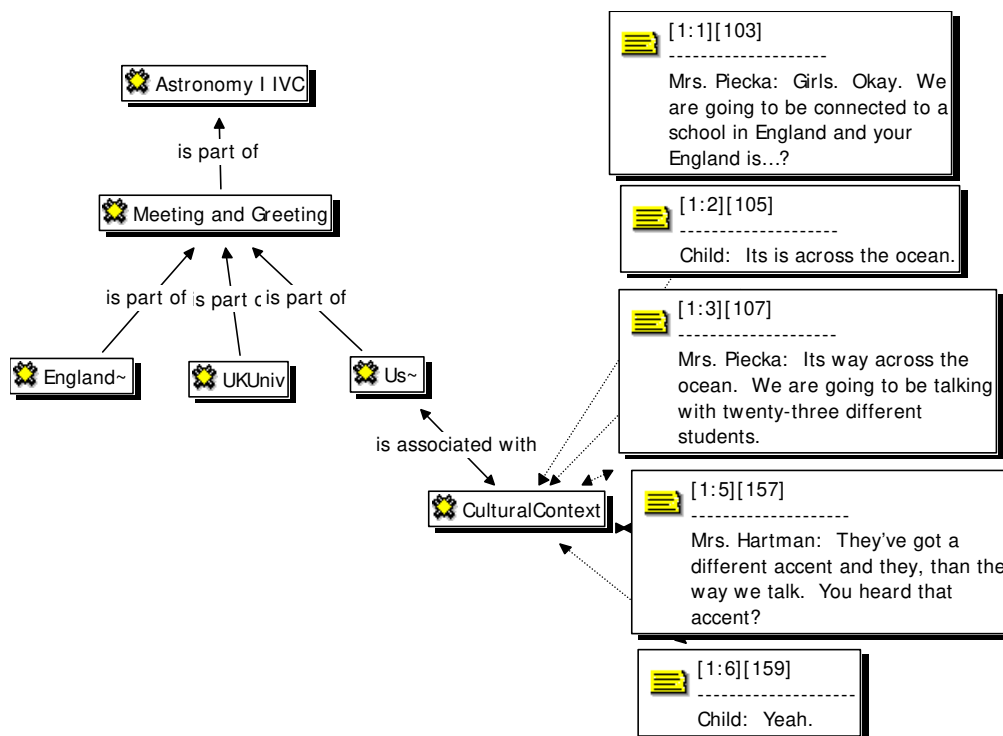 Astronomy I IVC
is part of
Meeting and Greeting
is part of
is part
is part of
England~
UKUniv
Us~
is associated with
CulturalContext
[1:1][103]
--------------------
Mrs. Piecka: Girls. Okay. We
are going to be connected to a
school in England and your
England is...?
[1:2][105]
--------------------
Child: Its is across the ocean.
[1:3][107]
--------------------
Mrs. Piecka: Its way across the
ocean. We are going to be talking
with twenty-three different
students.
[1:5][157]
--------------------
Mrs. Hartman: They've got a
different accent and they, than the
way we talk. You heard that
accent?
[1:6][159]
--------------------
Child: Yeah.